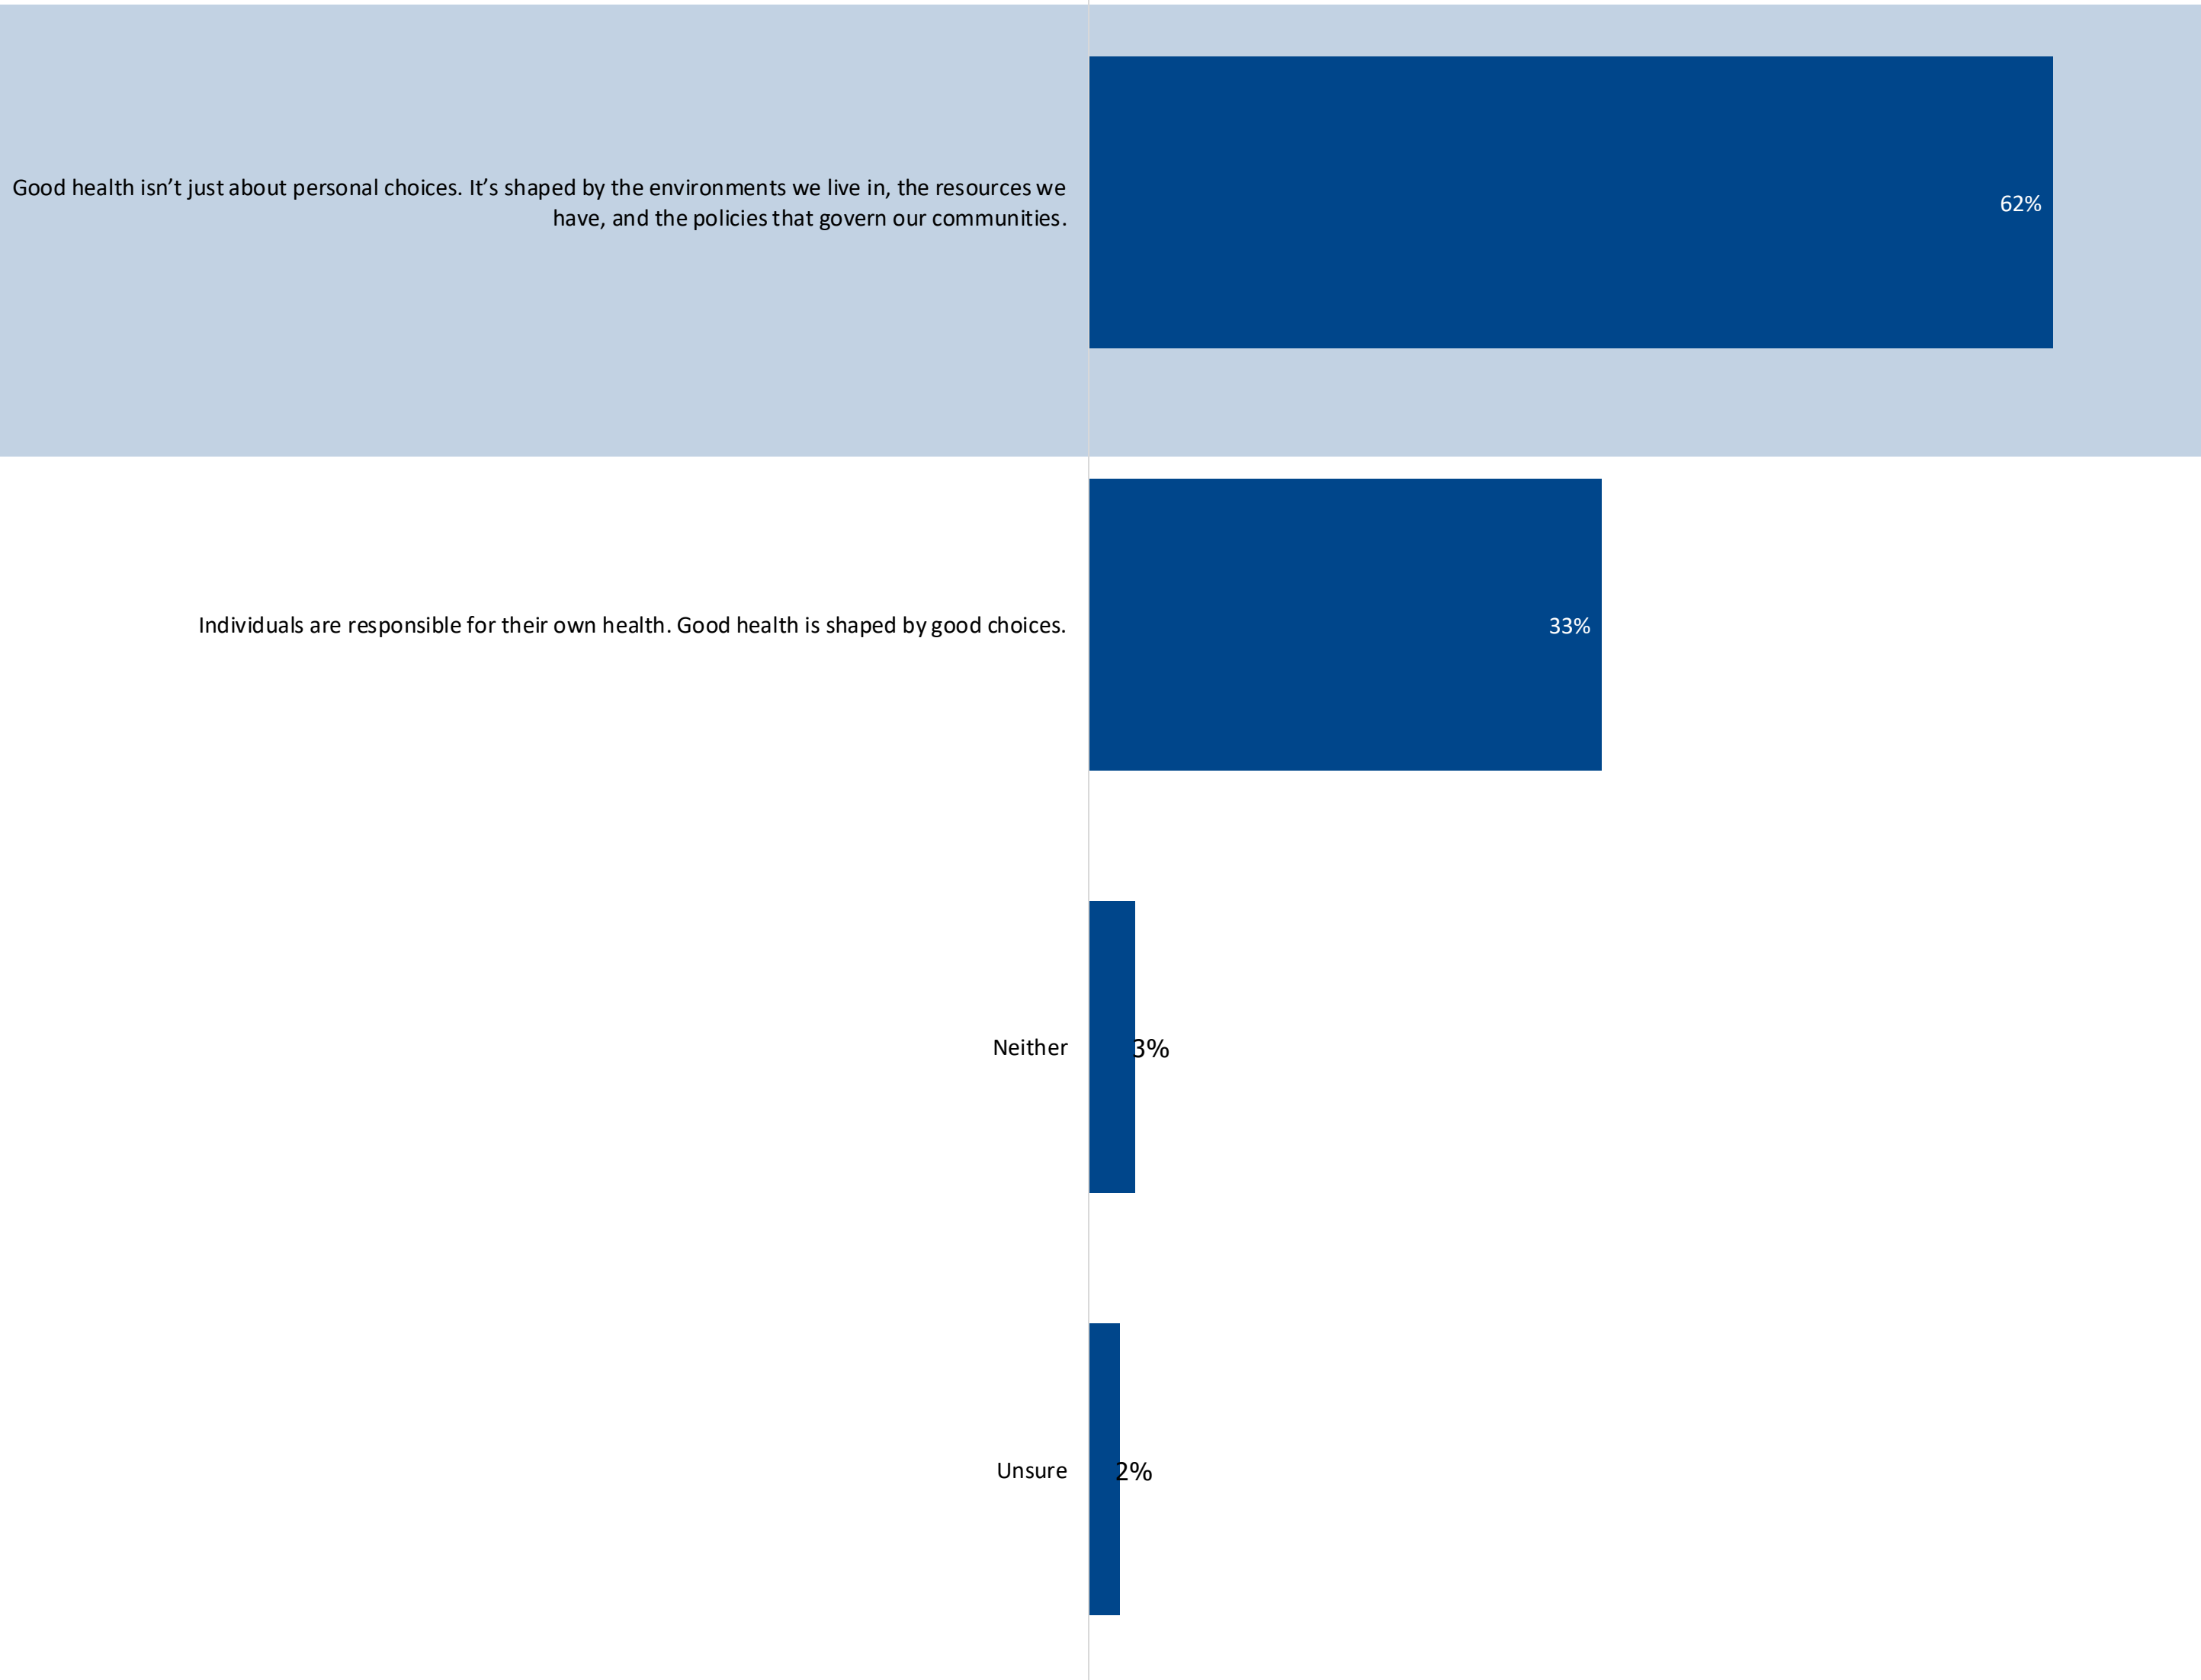 Good health isn’t just about personal choices. It’s shaped by the environments we live in, the resources we
have, and the policies that govern our communities.
62%
Individuals are responsible for their own health. Good health is shaped by good choices.
33%
Neither
3%
Unsure
2%